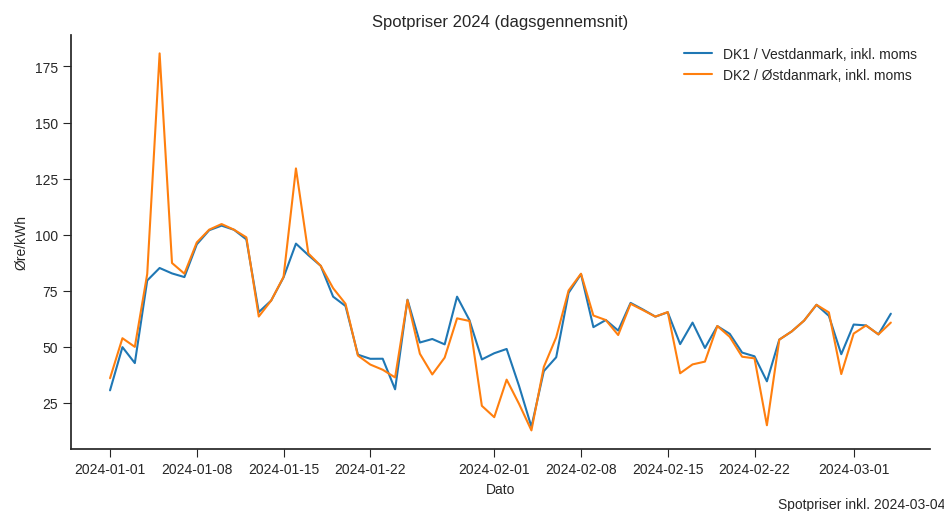 Spotpriser 2024 (dagsgennemsnit)
DK1 / Vestdanmark, inkl. moms
DK2 / Østdanmark, inkl. moms
175
150
125
100
75
50
25
Øre/kWh
2024-01-01 2024-01-08 2024-01-15 2024-01-22 2024-02-01 2024-02-08 2024-02-15 2024-02-22 2024-03-01
Dato
Spotpriser inkl. 2024-03-04